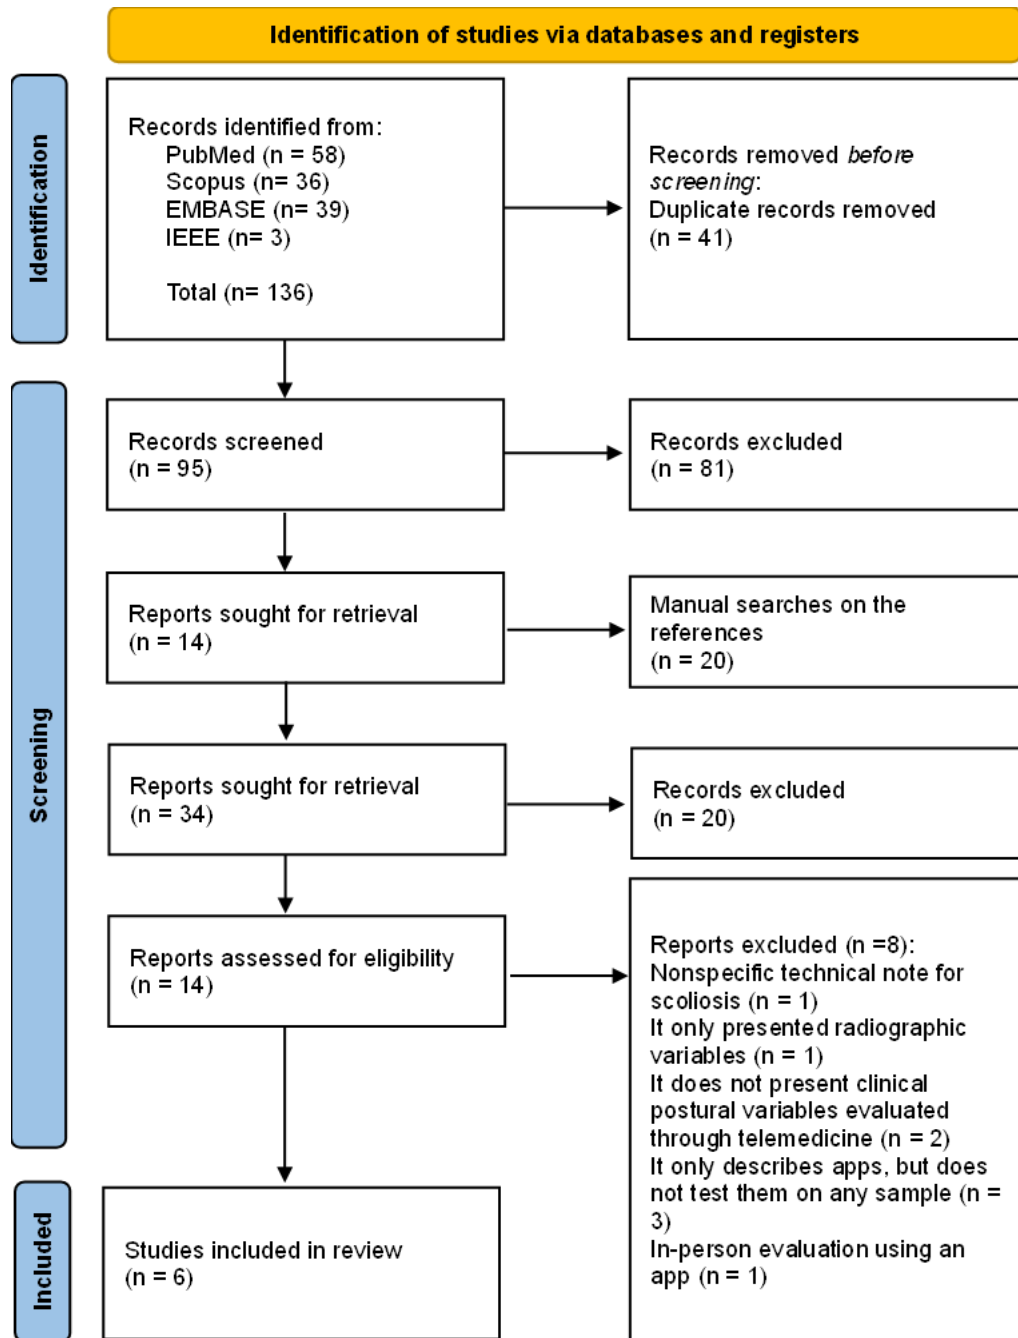 Identification of studies via databases and registers
Identification
Records identified from:
PubMed (n = 58)
Scopus (n= 36)
EMBASE (n = 39)
IEEE (n= 3)
Total (n= 136)
Records removed before
screening:
Duplicate records removed
(n = 41)
Screening
Records screened
(n = 95)
Records excluded
(n = 81)
Reports sought for retrieval
(n = 14)
Manual searches on the
references
(n = 20)
Reports sought for retrieval
(n = 34)
Records excluded
(n = 20)
Reports assessed for eligibility
(n = 14)
Reports excluded (n =8):
Nonspecific technical note for
scoliosis (n = 1)
It only presented radiographic
variables (n = 1)
It does not present clinical
postural variables evaluated
through telemedicine (n = 2)
It only describes apps, but does
not test them on any sample (n =
3)
In-person evaluation using an
app (n = 1)
Included
Studies included in review
(n = 6)